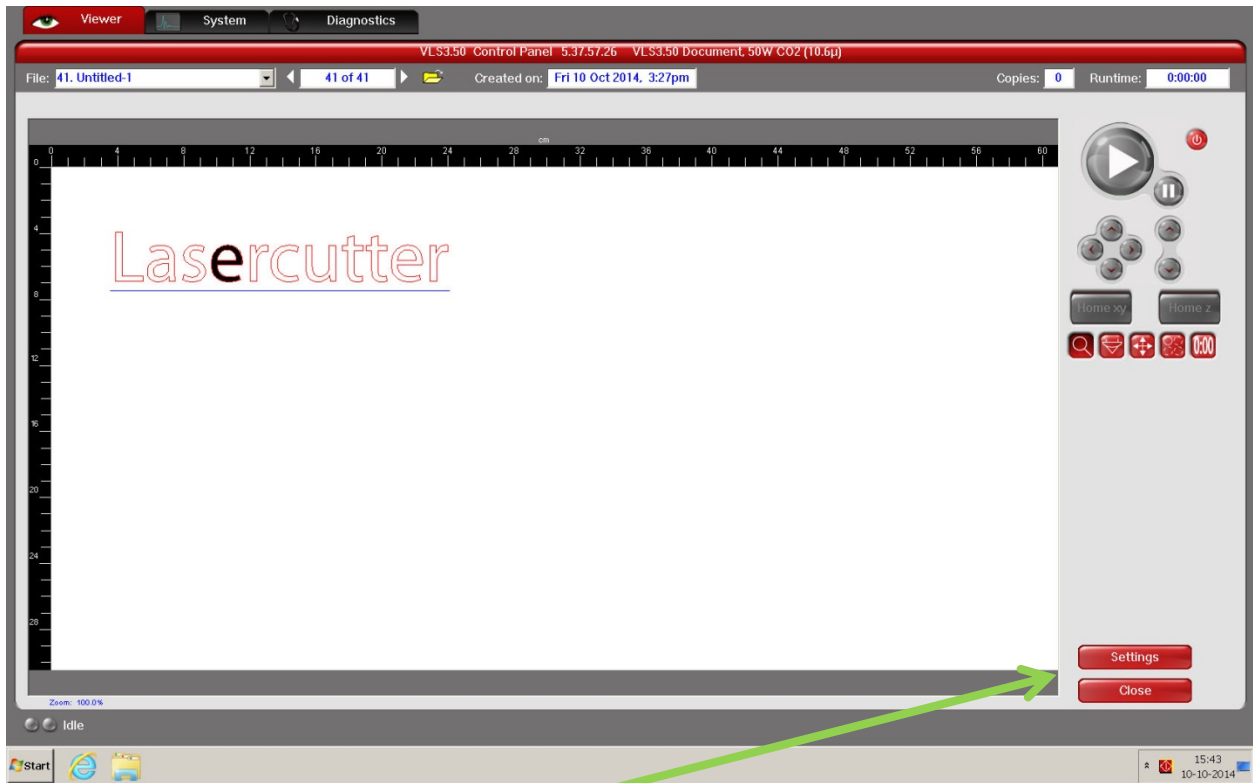 Viewer System Diagnostics
VLS3.50 Control Panel 5.37.57.26 VLS3.50 Document, 50W CO2 (10.6µ)
File: 41. Untitled-1 41 of 41 Created on: Fri 10 Oct 2014, 3:27pm Copies: 0 Runtime: 0:00:00
cm
0 4 8 12 16 20 24 28 32 36 40 44 48 52 56 60
0
4
8
12
16
20
24
28
Lasercutter
Home xy Home z
0:00
Settings
Close
Zoom: 100.0%
Idle
Start
15:43
10-10-2014